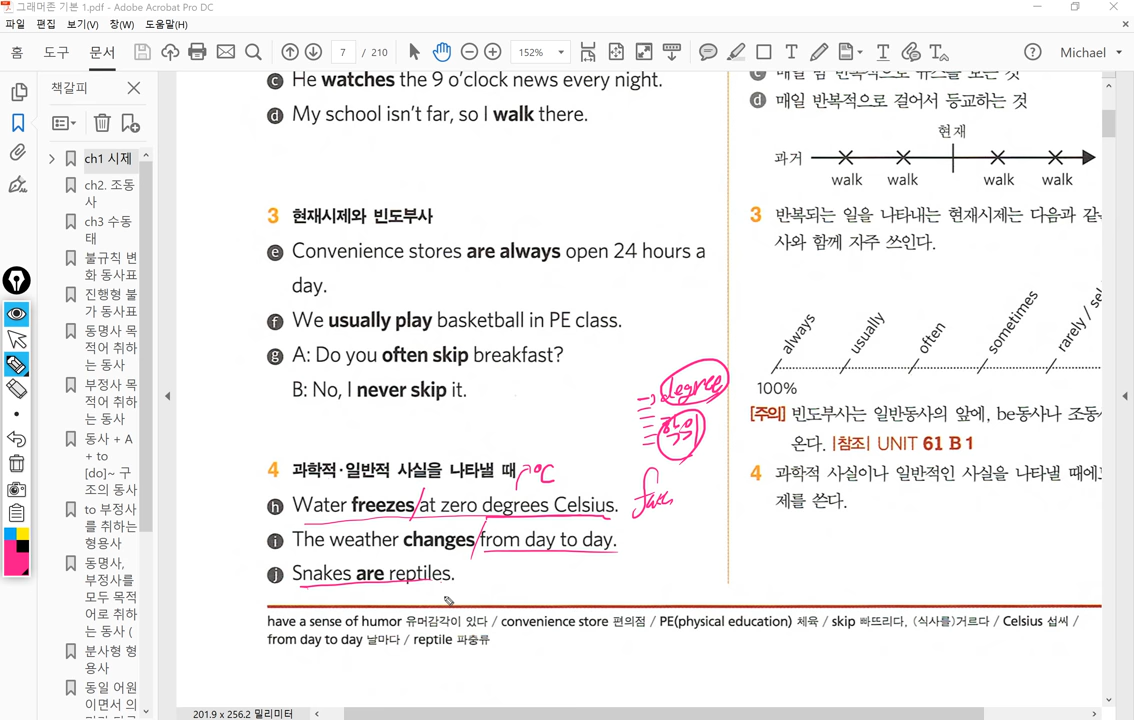 그래머존 기본 1.pdf - Adobe Acrobat Pro DC
파일 편집 보기(V) 창(W) 도움말(H)
홈 도구 문서 7 / 210 152% Michael
책갈피
ch1 시제
ch2. 조동
사
ch3 수동
태
불규칙 변
화 동사표
진행형 불
가 동사표
동명사 목
적어 취하
는 동사
부정사 목
적어 취하
는 동사
동사 + A
+ to
[do]~ 구
조의 동사
to 부정사
를 취하는
형용사
동명사,
부정사를
모두 목적
어로 취하
는 동사 (
분사형 형
용사
동일 어원
이면서 의
c He watches the 9 o'clock news every night.
d My school isn't far, so I walk there.
3 현재시제와 빈도부사
e Convenience stores are always open 24 hours a
day.
f We usually play basketball in PE class.
g A: Do you often skip breakfast?
B: No, I never skip it.
degree
4 과학적·일반적 사실을 나타낼 때
℃
h Water freezes at zero degrees Celsius.
i The weather changes from day to day.
j Snakes are reptiles.
d 매일 반복적으로 걸어서 등교하는 것
현재
과거
walk walk walk walk
3 반복되는 일을 나타내는 현재시제는 다음과 같은
사와 함께 자주 쓰인다.
always usually often sometimes rarely / sel
100%
[주의] 빈도부사는 일반동사의 앞에, be동사나 조동사
온다. |참조| UNIT 61 B 1
4 과학적 사실이나 일반적인 사실을 나타낼 때에도
제를 쓴다.
have a sense of humor 유머감각이 있다 / convenience store 편의점 / PE(physical education) 체육 / skip 빠뜨리다, (식사를)거르다 / Celsius 섭씨 /
from day to day 날마다 / reptile 파충류
201.9 x 256.2 밀리미터